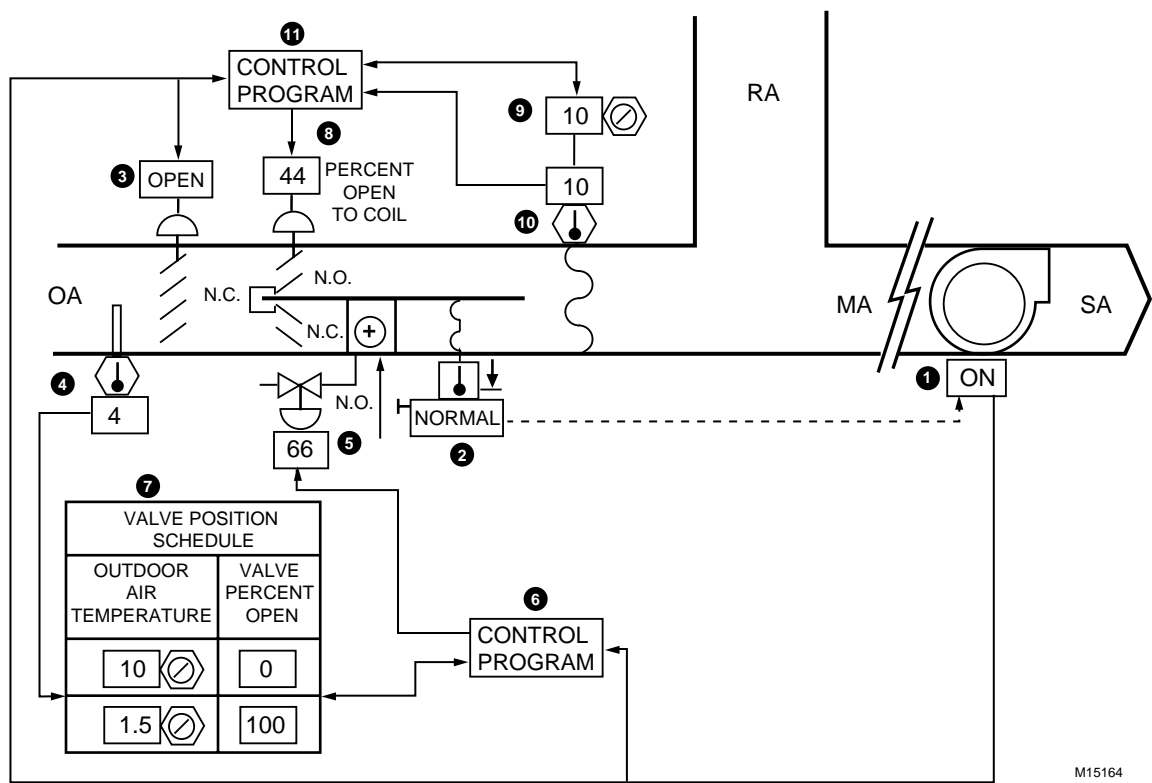 11
CONTROL
PROGRAM
RA
9
10
8
3
OPEN
44
PERCENT
OPEN
TO COIL
10
10
N.O.
OA
N.C.
MA
SA
N.C.
+
4
1
ON
4
N.O.
NORMAL
5
2
66
7
VALVE POSITION
SCHEDULE
OUTDOOR
AIR
TEMPERATURE
VALVE
PERCENT
OPEN
6
CONTROL
PROGRAM
10
0
1.5
100
M15164